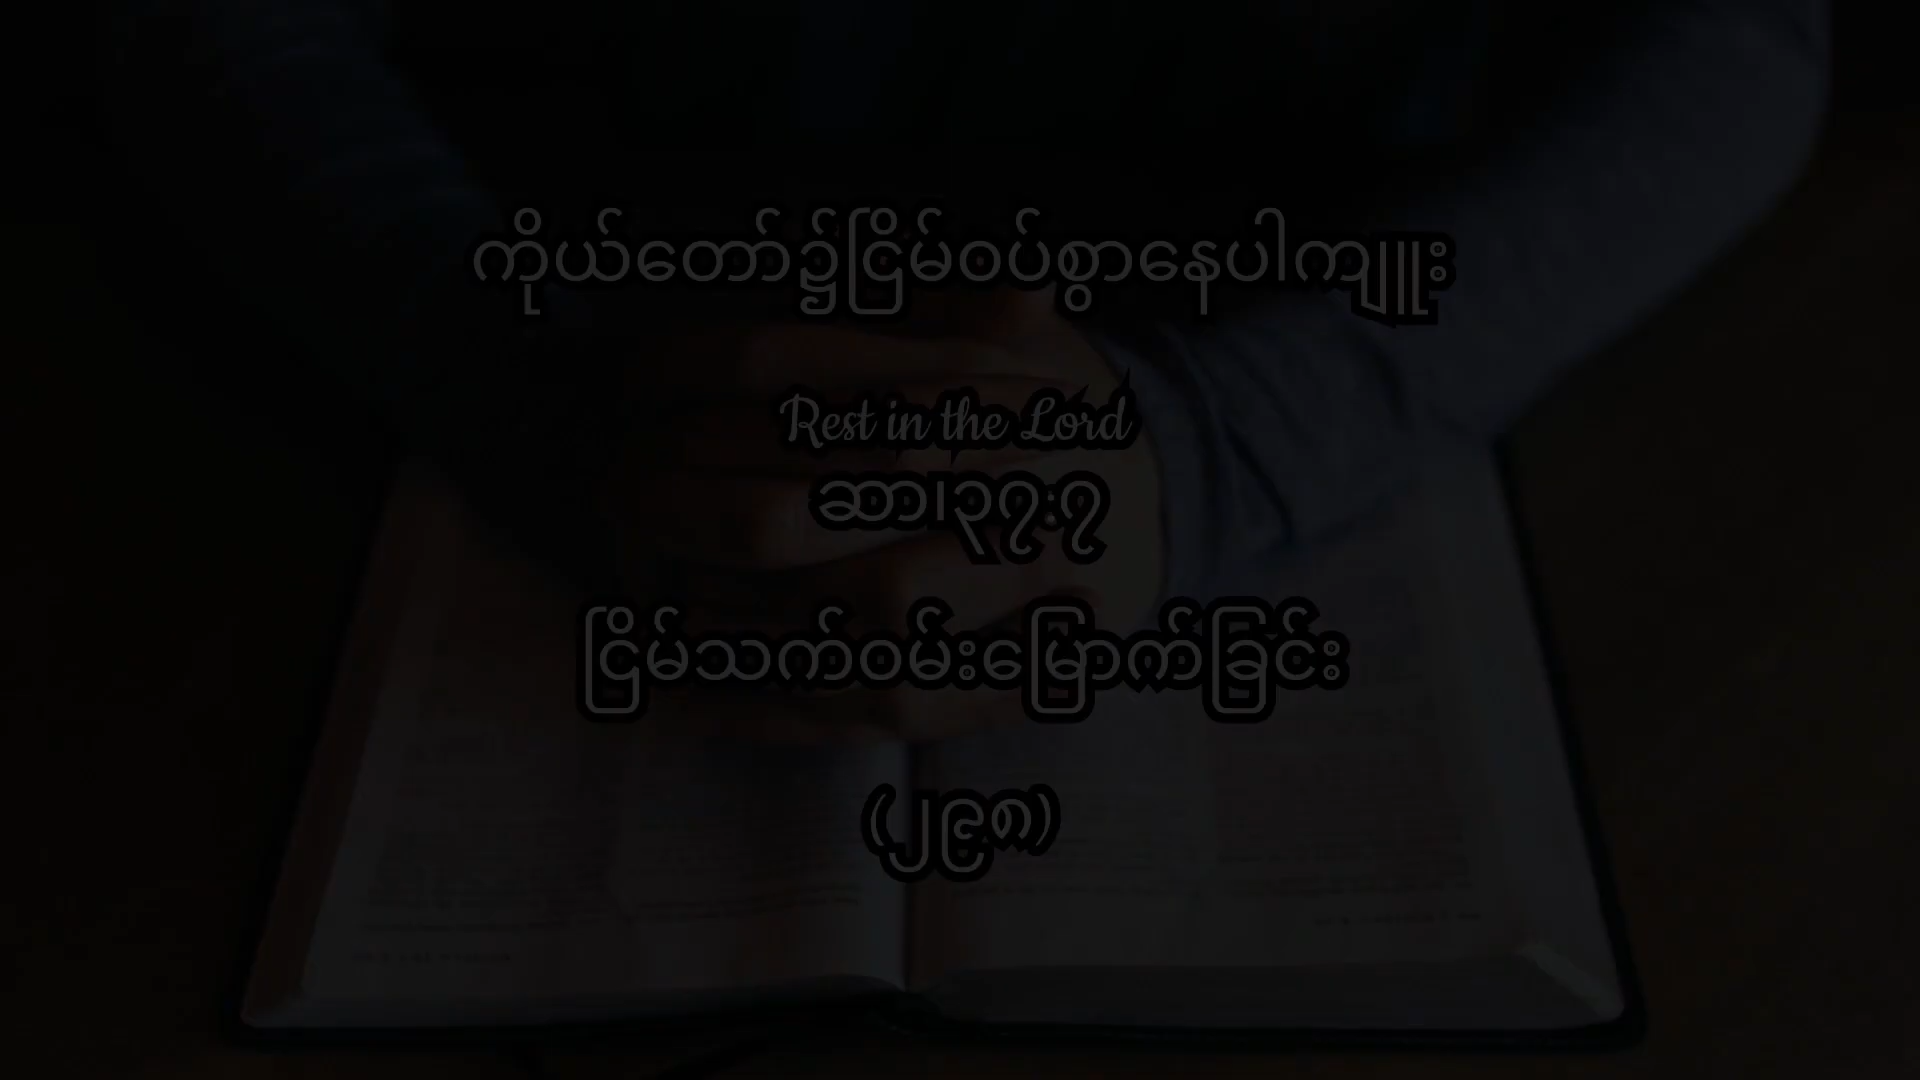 ကိုယ်တော်၌ငြိမ်ဝပ်စွာနေပါကျူး
Rest in the Lord
ဆာ၊၃၇း၇
ငြိမ်သက်ဝမ်းမြောက်ခြင်း
(၂၉၈)